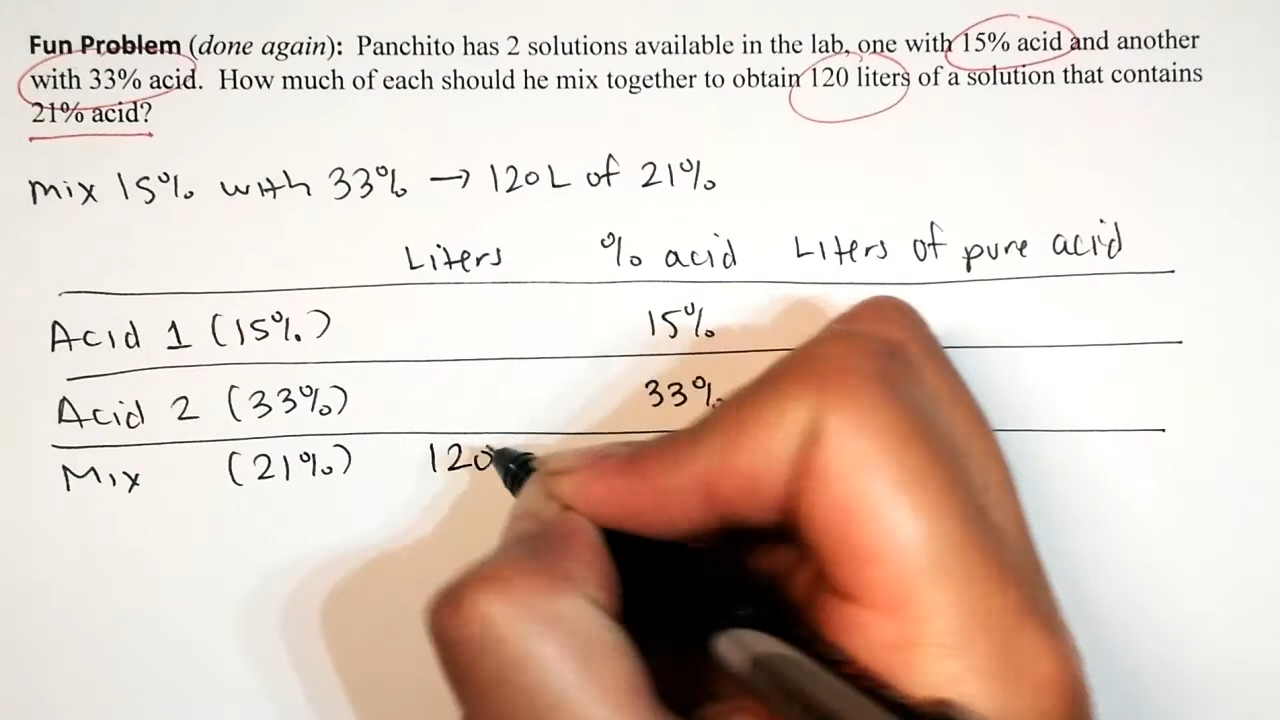 Fun Problem (done again): Panchito has 2 solutions available in the lab, one with 15% acid and another
with 33% acid. How much of each should he mix together to obtain 120 liters of a solution that contains
21% acid?
Mix 15% with 33% → 120L of 21%
Liters % acid Liters of pure acid
Acid 1 (15%) 15%
Acid 2 (33%) 33%
Mix (21%) 120